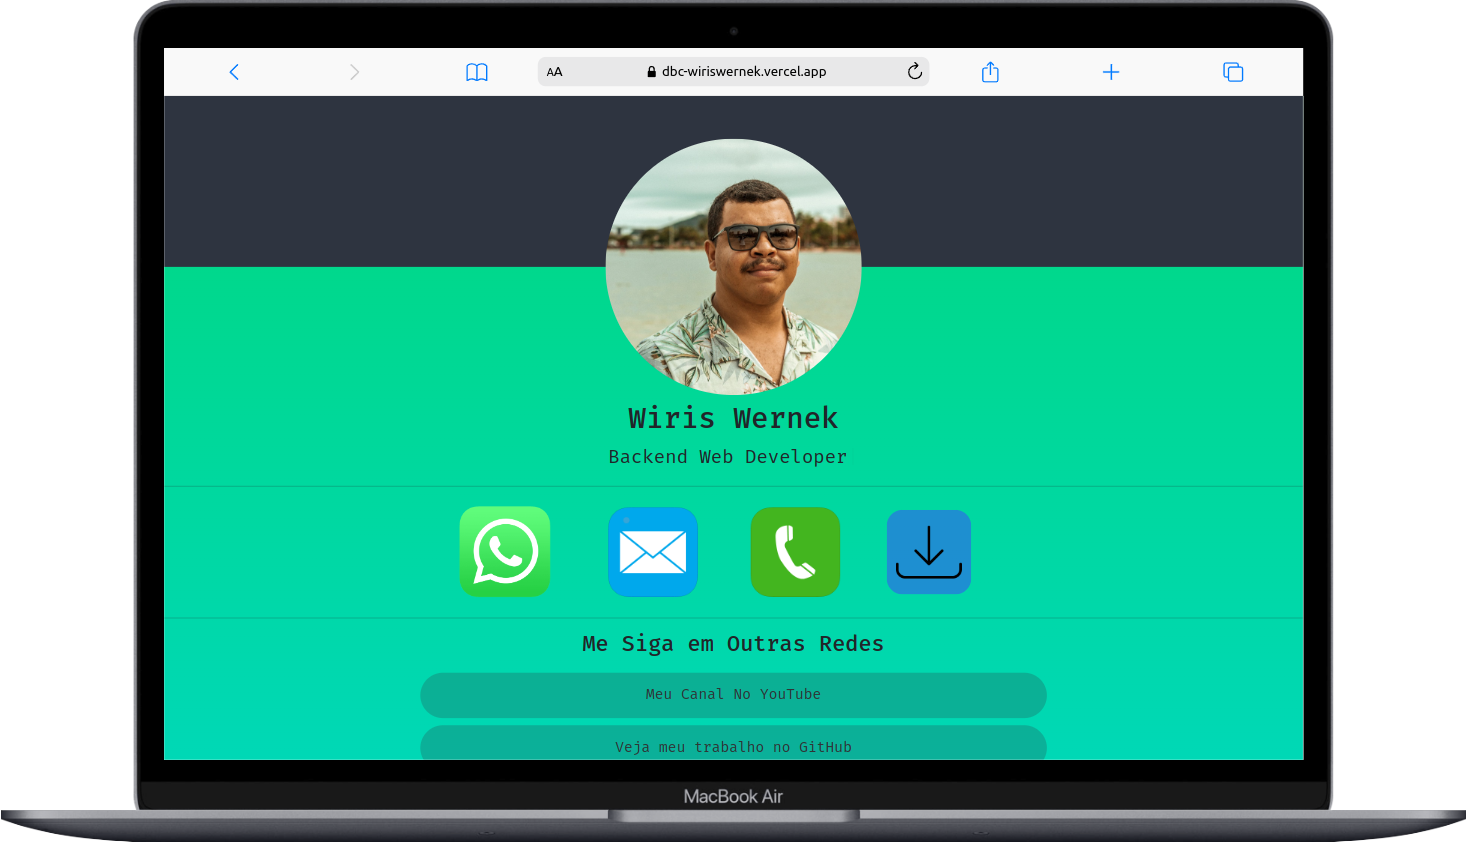 AA
dbc-wiriswernek.vercel.app
Wiris Wernek
Backend Web Developer
Me Siga em Outras Redes
Meu Canal No YouTube
Veja meu trabalho no GitHub
MacBook Air